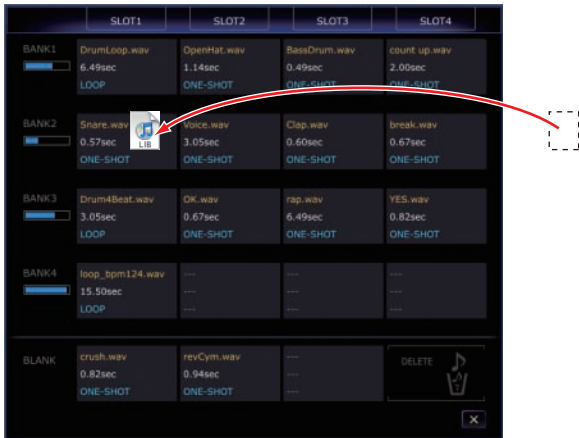 SLOT1 SLOT2 SLOT3 SLOT4
BANK1 DrumLoop.wav OpenHat.wav BassDrum.wav count up.wav
6.49sec 1.14sec 0.49sec 2.00sec
LOOP ONE-SHOT ONE-SHOT ONE-SHOT
BANK2 Snare.wav Voice.wav Clap.wav break.wav
0.57sec 3.05sec 0.60sec 0.67sec
LIB
ONE-SHOT ONE-SHOT ONE-SHOT ONE-SHOT
BANK3 Drum4Beat.wav OK.wav rap.wav YES.wav
3.05sec 0.67sec 6.49sec 0.82sec
LOOP ONE-SHOT ONE-SHOT ONE-SHOT
BANK4 loop_bpm124.wav --- --- ---
15.50sec --- --- ---
LOOP --- --- ---
BLANK crush.wav revCym.wav --- DELETE
0.82sec 0.94sec ---
ONE-SHOT ONE-SHOT ---